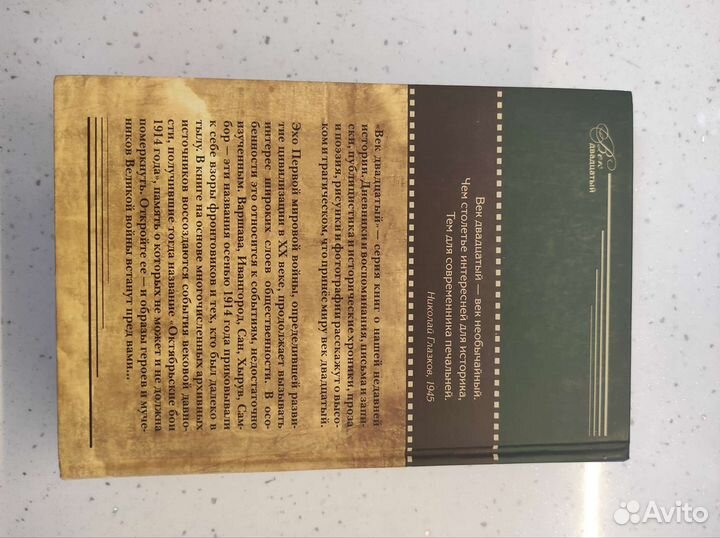 Век
двадцатый
Век двадцатый — век необычайный.
Чем столетье интересней для историка,
Тем для современника печальней.
Николай Глазков, 1945
«Век двадцатый» — серия книг о нашей недавней
истории. Дневники и воспоминания, письма и запи-
ски, публицистика и исторические хроники, проза
и поэзия, рисунки и фотографии расскажут о высо-
ком и трагическом, что принёс миру век двадцатый.
Эхо Первой мировой войны, определившей разви-
тие цивилизации в XX веке, продолжает вызывать
интерес широких слоев общественности. В осо-
бенности это относится к событиям, недостаточно
изученным. Варшава, Ивангород, Сан, Хырув, Сам-
бор — эти названия осенью 1914 года приковывали
к себе взоры фронтовиков и тех, кто был далеко в
тылу. В книге на основе многочисленных архивных
источников воссоздаются события вековой давно-
сти, получившие тогда название «Октябрьские бои
1914 года», память о которых не может и не должна
померкнуть. Откройте ее — и образы героев и муче-
ников Великой войны встанут пред вами...
Avito